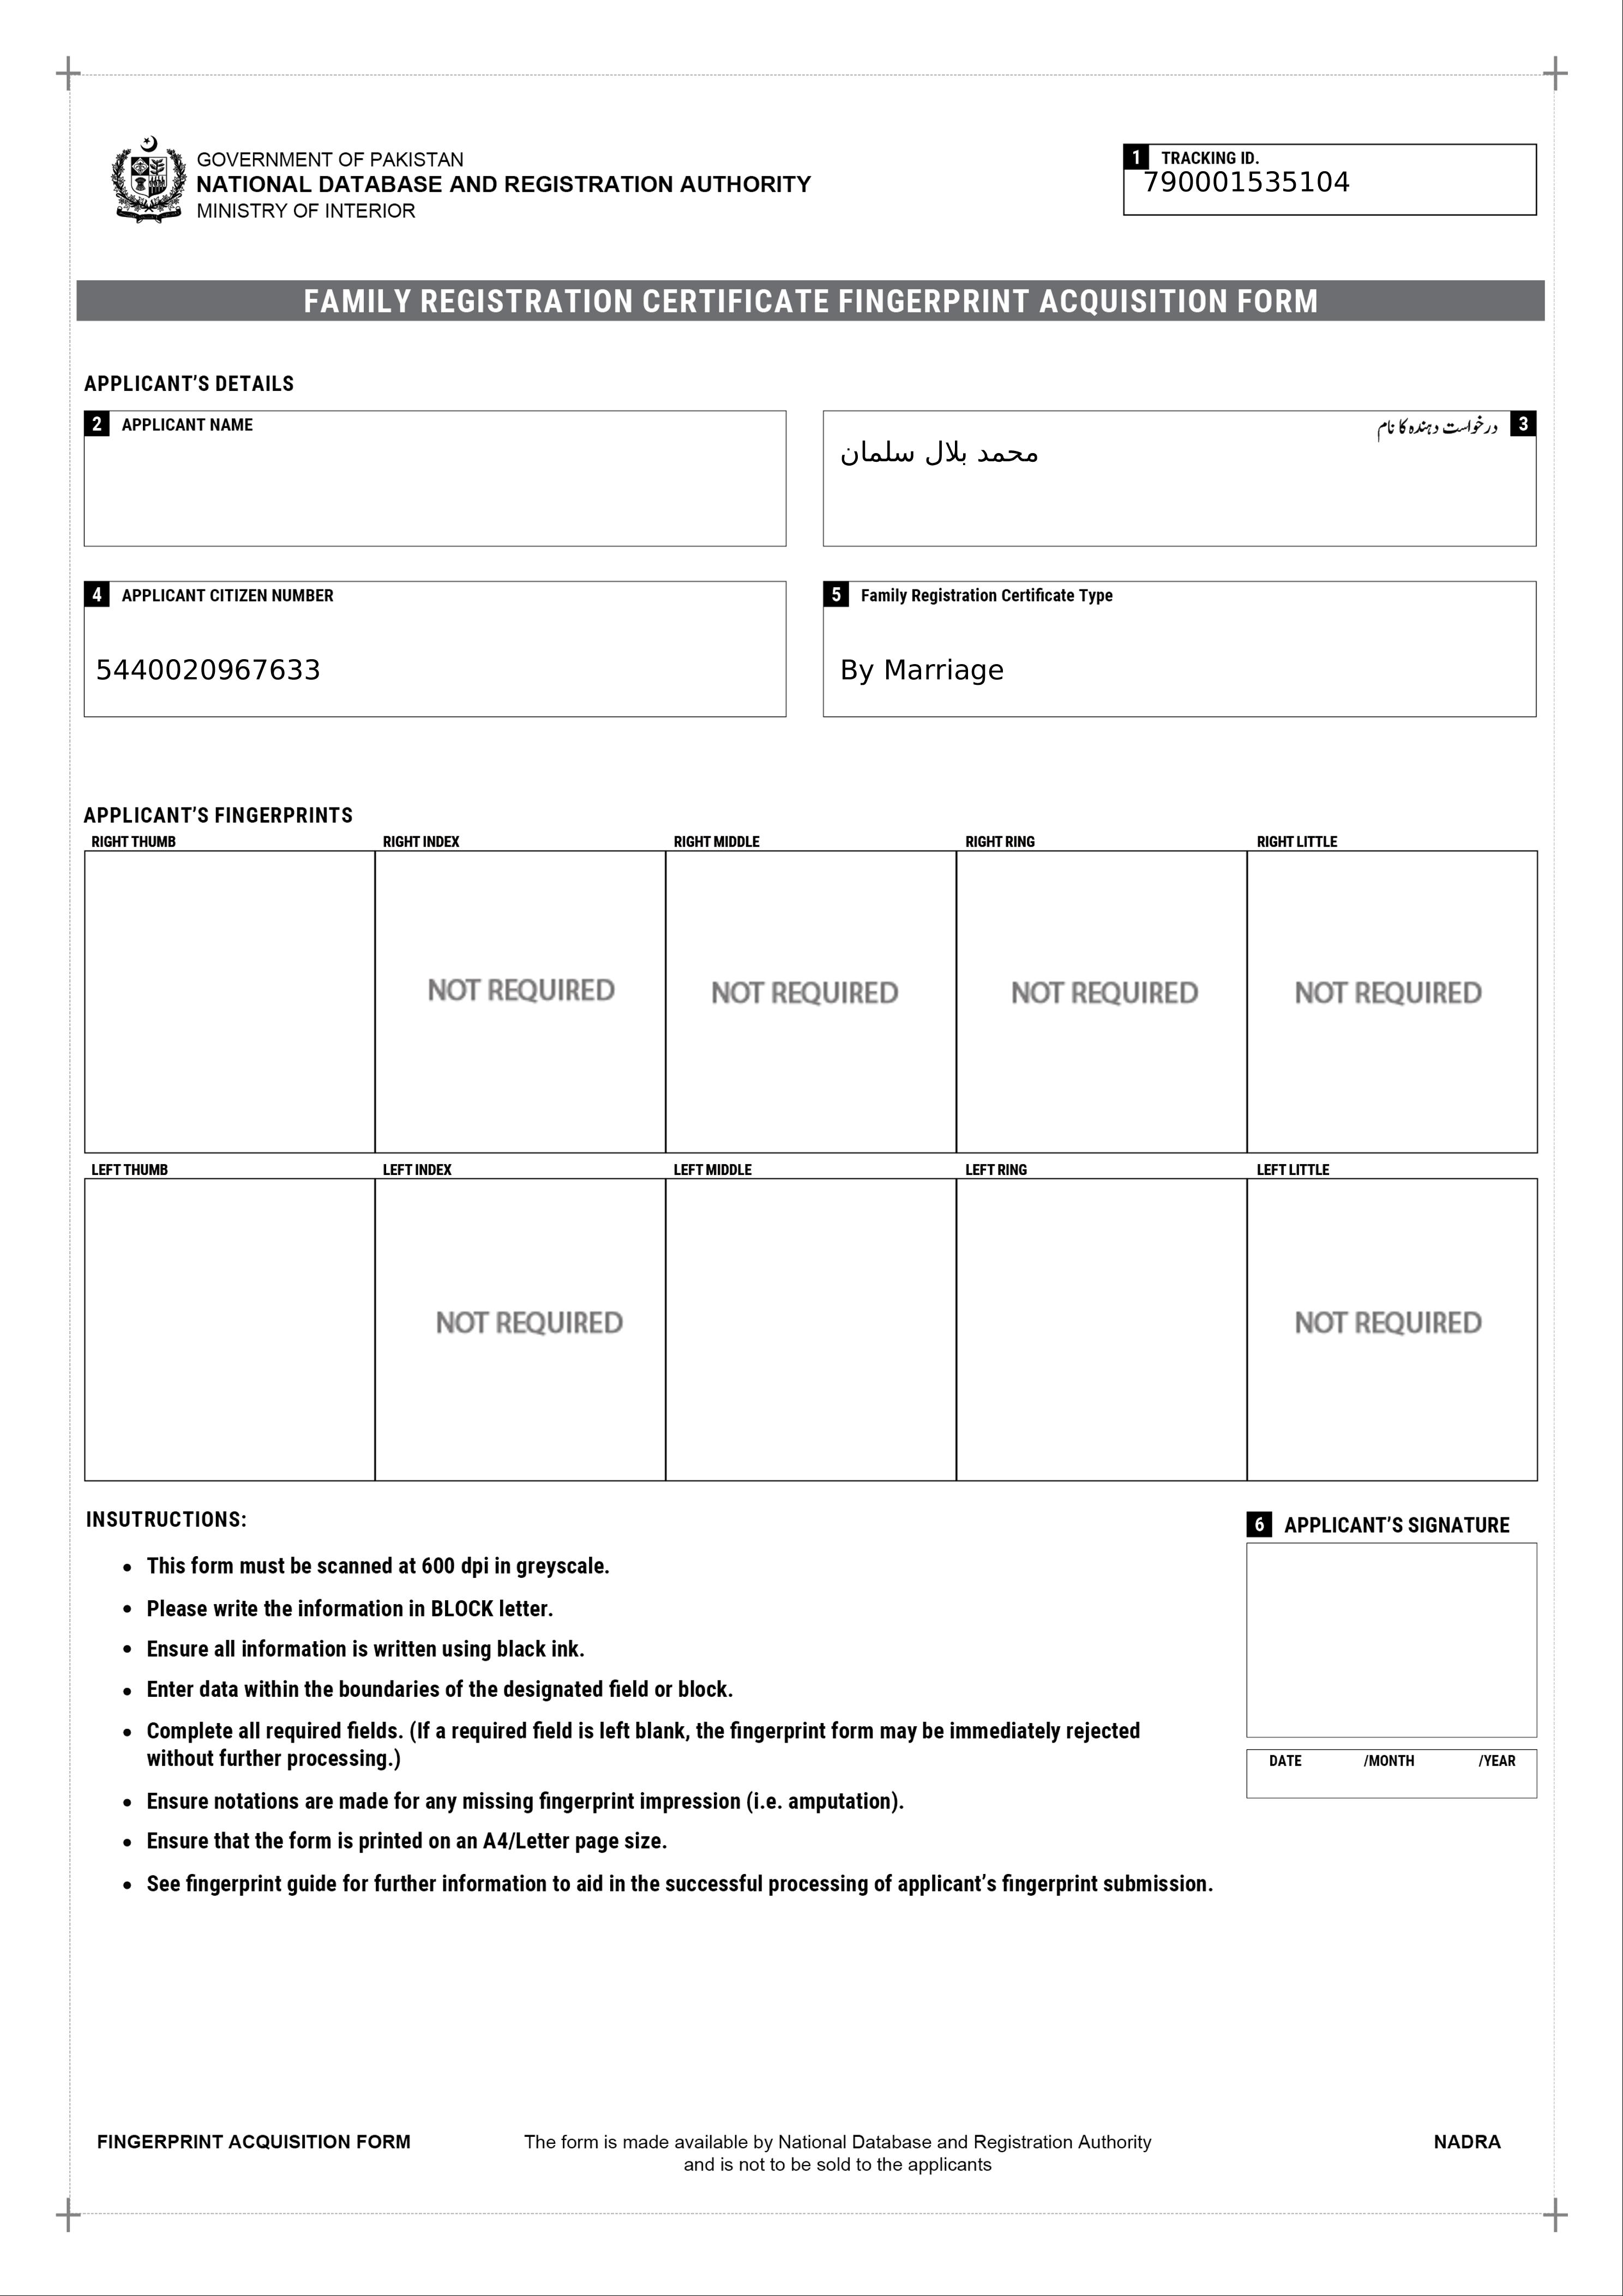 GOVERNMENT OF PAKISTAN
NATIONAL DATABASE AND REGISTRATION AUTHORITY
MINISTRY OF INTERIOR
1 TRACKING ID.
790001535104
FAMILY REGISTRATION CERTIFICATE FINGERPRINT ACQUISITION FORM
APPLICANT’S DETAILS
2 APPLICANT NAME
3 درخواست دہندہ کا نام
محمد بلال سلمان
4 APPLICANT CITIZEN NUMBER
5440020967633
5 Family Registration Certificate Type
By Marriage
APPLICANT’S FINGERPRINTS
RIGHT THUMB RIGHT INDEX RIGHT MIDDLE RIGHT RING RIGHT LITTLE
NOT REQUIRED NOT REQUIRED NOT REQUIRED NOT REQUIRED
LEFT THUMB LEFT INDEX LEFT MIDDLE LEFT RING LEFT LITTLE
NOT REQUIRED NOT REQUIRED
INSUTRUCTIONS:
• This form must be scanned at 600 dpi in greyscale.
• Please write the information in BLOCK letter.
• Ensure all information is written using black ink.
• Enter data within the boundaries of the designated field or block.
• Complete all required fields. (If a required field is left blank, the fingerprint form may be immediately rejected
without further processing.)
• Ensure notations are made for any missing fingerprint impression (i.e. amputation).
• Ensure that the form is printed on an A4/Letter page size.
• See fingerprint guide for further information to aid in the successful processing of applicant’s fingerprint submission.
6 APPLICANT’S SIGNATURE
DATE /MONTH /YEAR
FINGERPRINT ACQUISITION FORM
The form is made available by National Database and Registration Authority
and is not to be sold to the applicants
NADRA